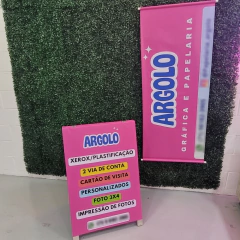 ARGOLO
XEROX/PLASTIFICAÇÃO
2 VIA DE CONTA
CARTÃO DE VISITA
PERSONALIZADOS
FOTO 3X4
IMPRESSÃO DE FOTOS
ARGOLO
GRÁFICA E PAPELARIA